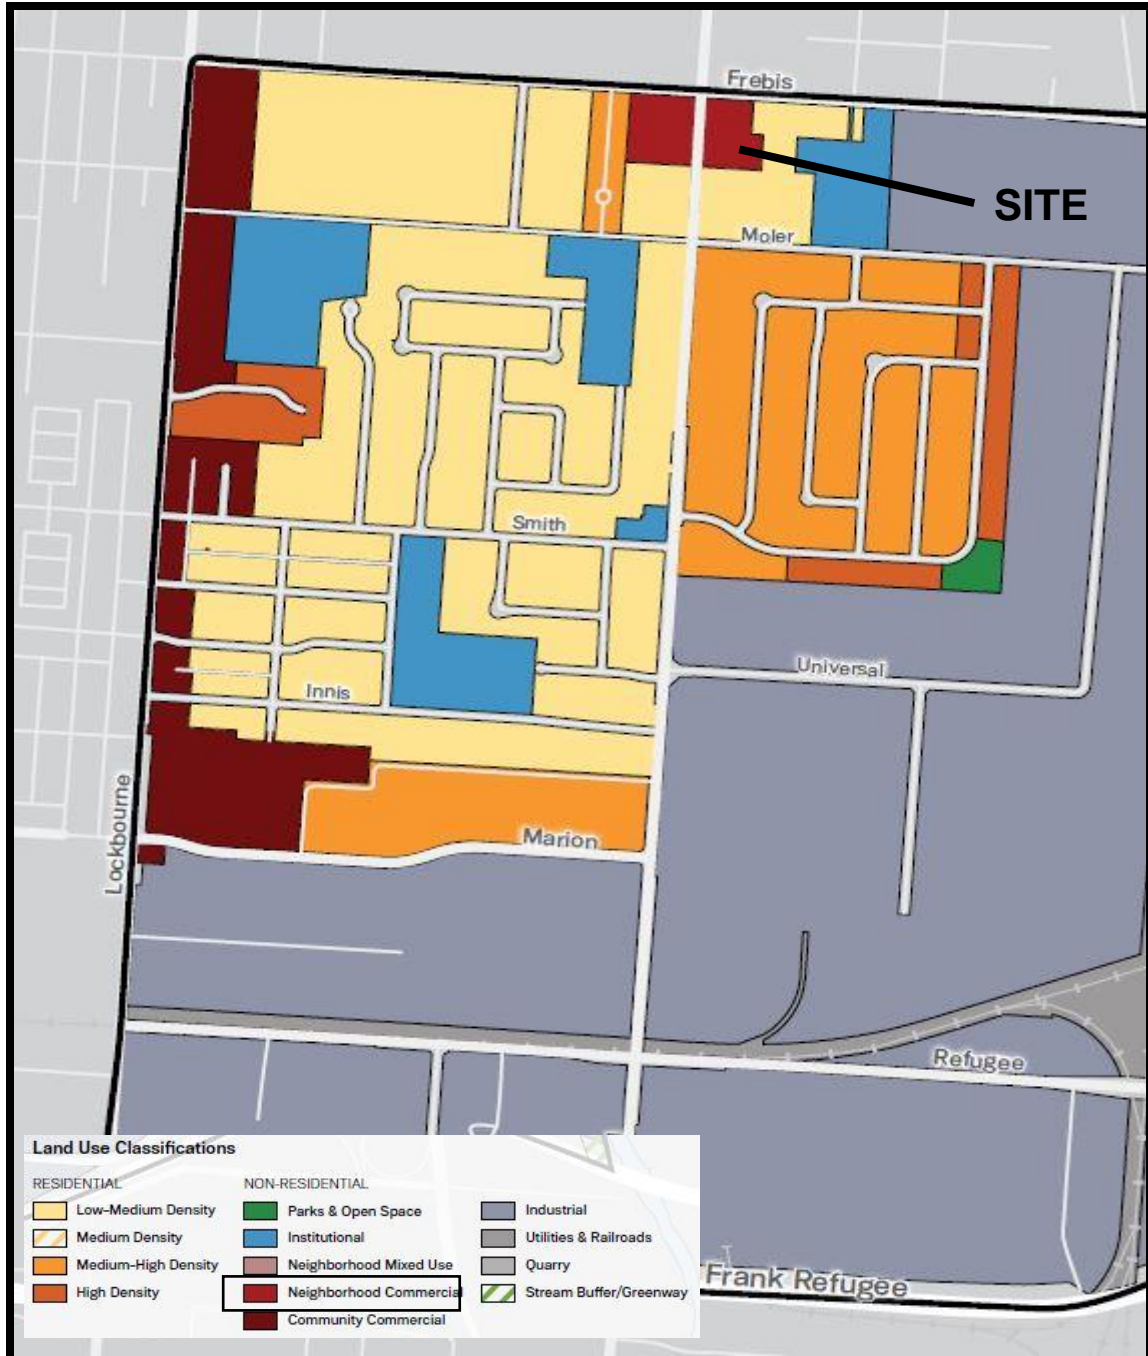 Frebis
SITE
Moler
Smith
Universal
Innis
Lockbourne
Marion
Refugee
Land Use Classifications
RESIDENTIAL
Low-Medium Density
Medium Density
Medium-High Density
High Density
NON-RESIDENTIAL
Parks & Open Space
Institutional
Neighborhood Mixed Use
Neighborhood Commercial
Community Commercial
Industrial
Utilities & Railroads
Quarry
Stream Buffer/Greenway
Frank Refugee